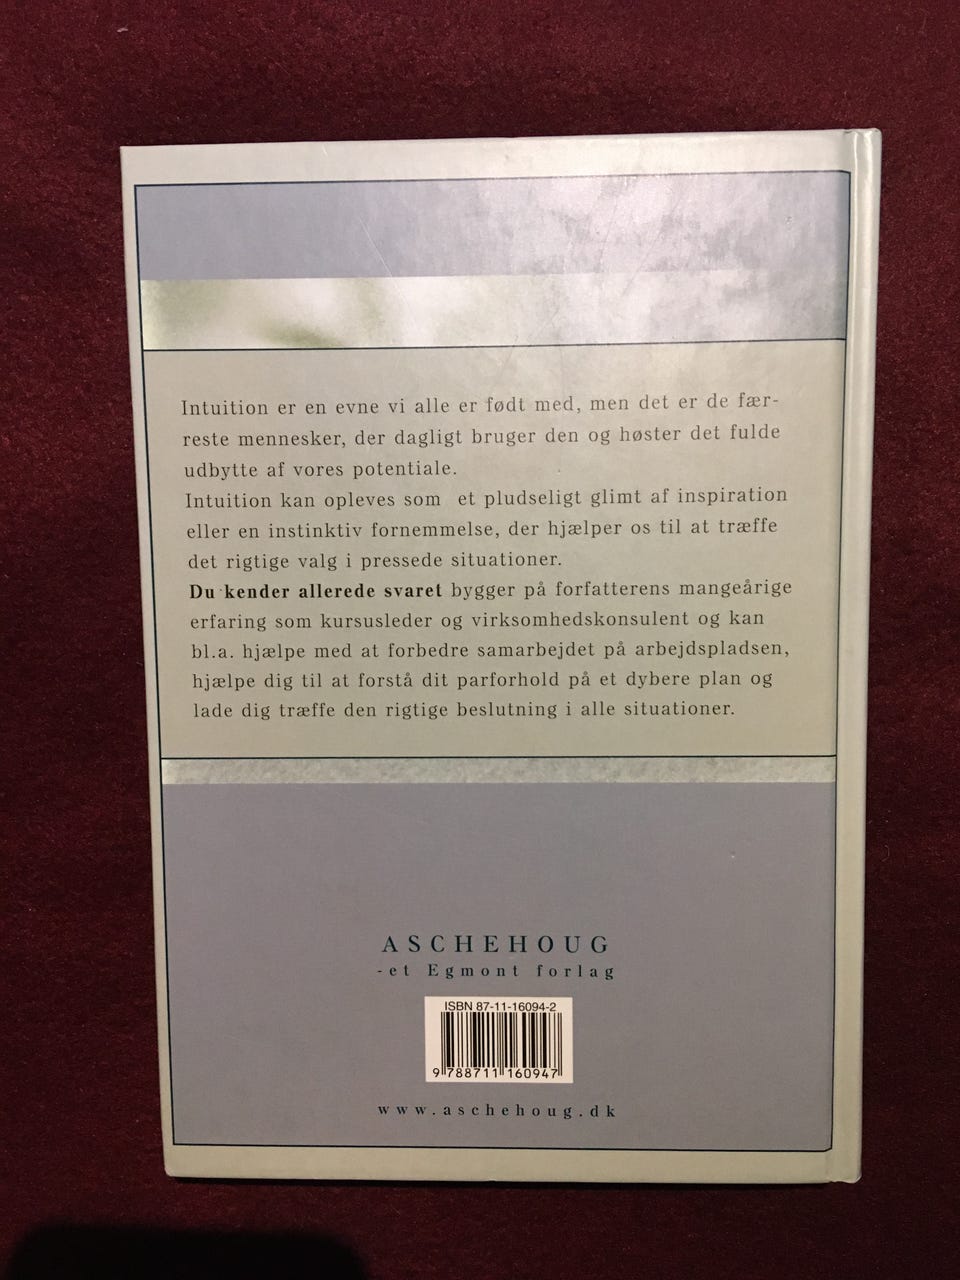 Intuition er en evne vi alle er født med, men det er de fær-
reste mennesker, der dagligt bruger den og høster det fulde
udbytte af vores potentiale.
Intuition kan opleves som et pludseligt glimt af inspiration
eller en instinktiv fornemmelse, der hjælper os til at træffe
det rigtige valg i pressede situationer.
Du kender allerede svaret bygger på forfatterens mangeårige
erfaring som kursusleder og virksomhedskonsulent og kan
bl.a. hjælpe med at forbedre samarbejdet på arbejdspladsen,
hjælpe dig til at forstå dit parforhold på et dybere plan og
lade dig træffe den rigtige beslutning i alle situationer.
ASCHEHOUG
-et Egmont forlag
ISBN 87-11-16094-2
9 788711 160947
www.aschehoug.dk